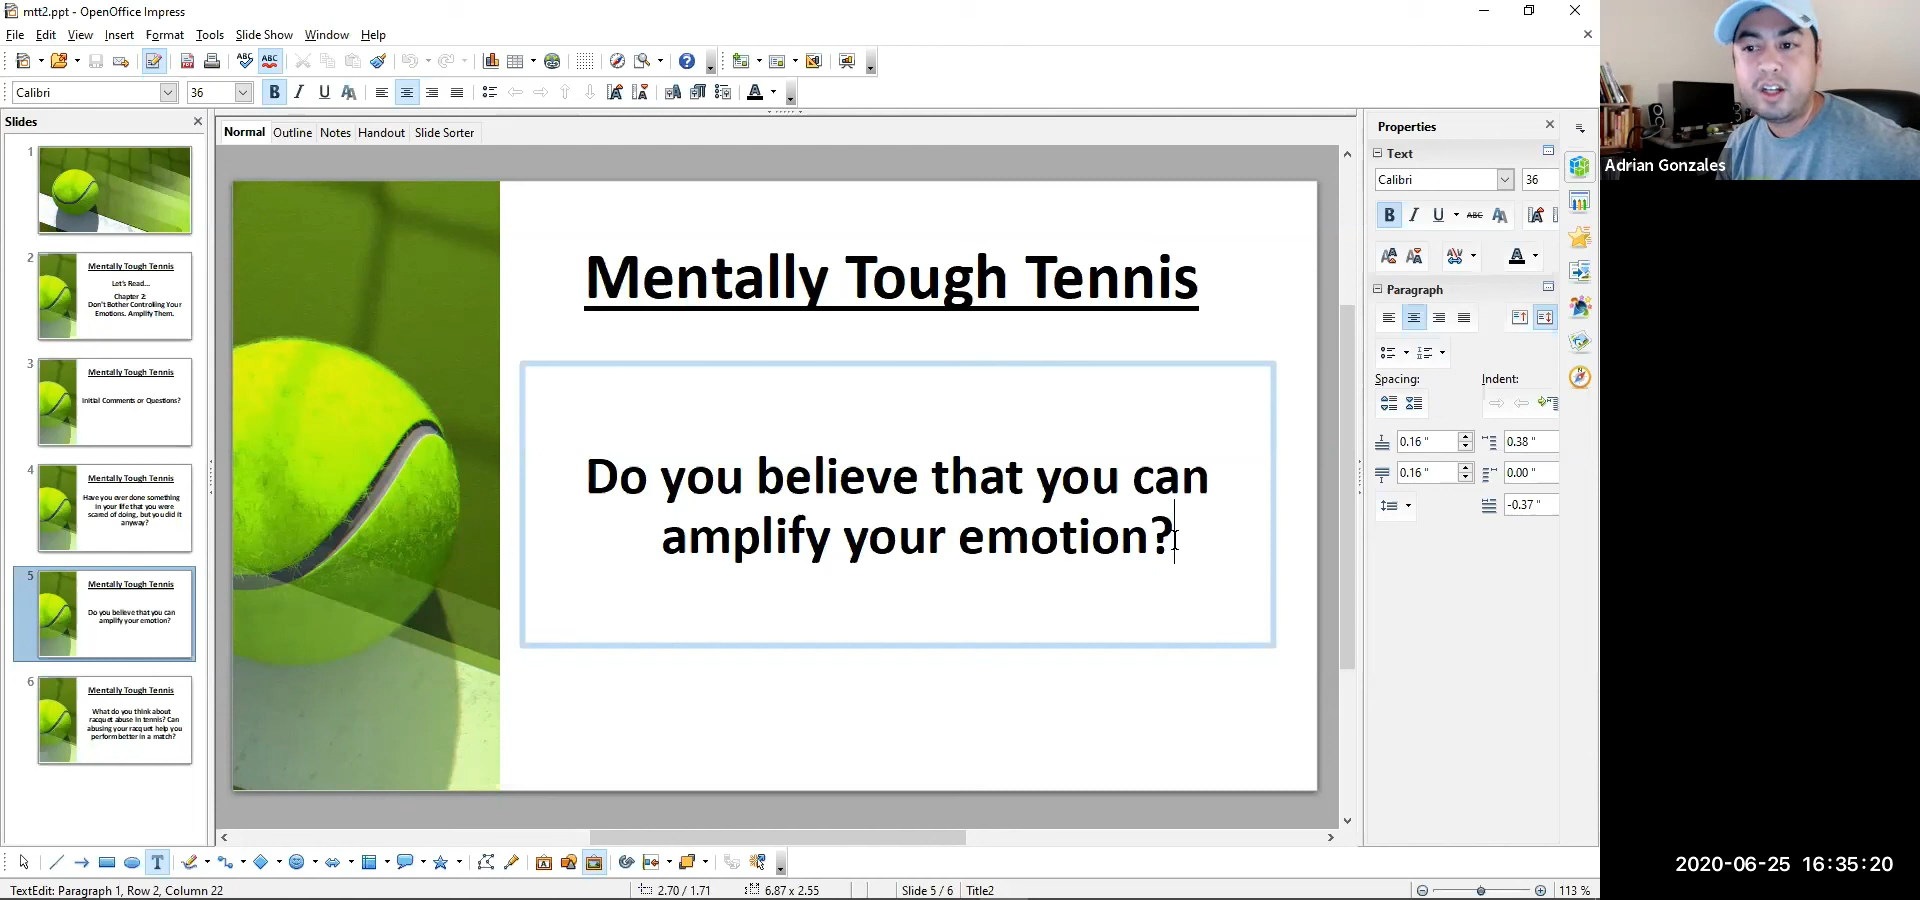 mtt2.ppt - OpenOffice Impress
File Edit View Insert Format Tools Slide Show Window Help
Calibri 36
Slides
Normal Outline Notes Handout Slide Sorter
1
2
Mentally Tough Tennis
Let's Read...
Chapter 2:
Don't Bother Controlling Your
Emotions. Amplify Them.
3
Mentally Tough Tennis
Initial Comments or Questions?
4
Mentally Tough Tennis
Have you ever done something
in your life that you were
scared of doing, but you did it
anyway?
5
Mentally Tough Tennis
Do you believe that you can
amplify your emotion?
6
Mentally Tough Tennis
What do you think about
racquet abuse in tennis? Can
abusing your racquet help you
perform better in a match?
Mentally Tough Tennis
Do you believe that you can
amplify your emotion?
Properties
Text
Calibri 36
Paragraph
Spacing: Indent:
0.16 " 0.38 "
0.16 " 0.00 "
-0.37 "
Adrian Gonzales
2020-06-25 16:35:20
TextEdit: Paragraph 1, Row 2, Column 22
2.70 / 1.71
6.87 x 2.55
Slide 5 / 6
Title2
113 %